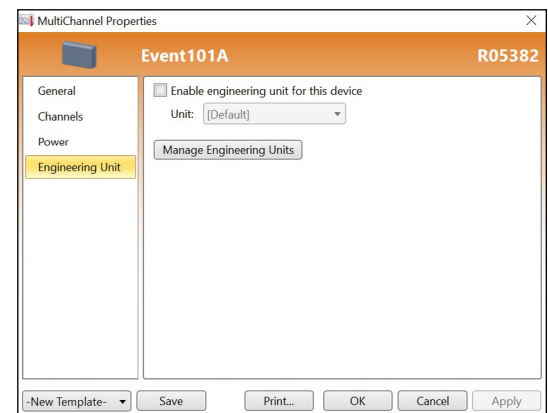 MultiChannel Properties
Event101A R05382
General
Channels
Power
Engineering Unit
Enable engineering unit for this device
Unit: [Default]
Manage Engineering Units
-New Template- Save Print... OK Cancel Apply